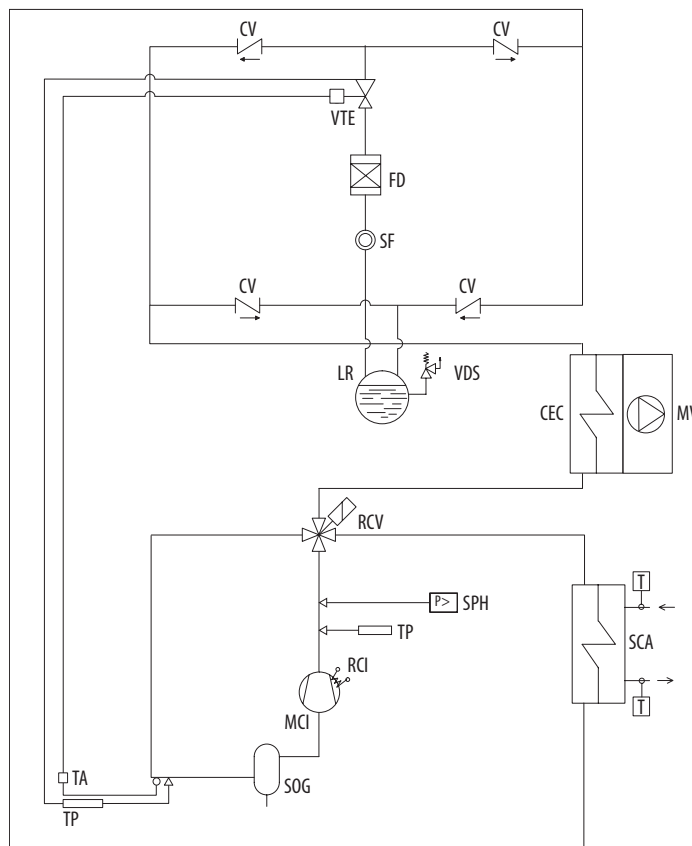 CV
CV
VTE
FD
SF
CV
CV
LR
VDS
CEC
MV
RCV
T
P>
SPH
SCA
TP
RCI
T
MCI
TA
SOG
TP